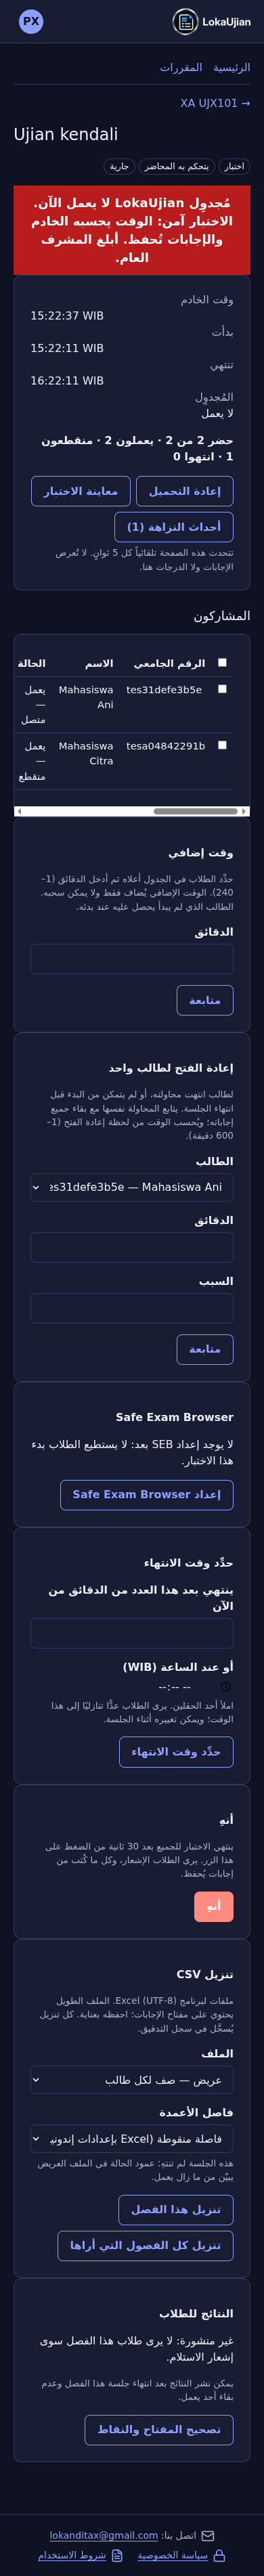 LokaUjian
PX
الرئيسية
المقررات
→ XA UJX101
Ujian kendali
اختبار
يتحكم به المحاضر
جارية
مُجدوِل LokaUjian لا يعمل الآن.
الاختبار آمن: الوقت يحسبه الخادم
والإجابات تُحفظ. أبلغ المشرف
العام.
وقت الخادم
15:22:37 WIB
بدأت
15:22:11 WIB
تنتهي
16:22:11 WIB
المُجدوِل
لا يعمل
حضر 2 من 2 · يعملون 2 · منقطعون
1 · انتهوا 0
إعادة التحميل
معاينة الاختبار
أحداث النزاهة (1)
تتحدث هذه الصفحة تلقائياً كل 5 ثوانٍ. لا تُعرض
الإجابات ولا الدرجات هنا.
المشاركون
الرقم الجامعي
الاسم
الحالة
tes31defe3b5e
Mahasiswa
Ani
يعمل
—
متصل
tesa04842291b
Mahasiswa
Citra
يعمل
—
منقطع
وقت إضافي
حدِّد الطلاب في الجدول أعلاه ثم أدخل الدقائق (1–
240). الوقت الإضافي يُضاف فقط ولا يمكن سحبه.
والطالب الذي لم يبدأ يحصل عليه عند بدئه.
الدقائق
متابعة
إعادة الفتح لطالب واحد
لطالب انتهت محاولته، أو لم يتمكن من البدء قبل
انتهاء الجلسة. يتابع المحاولة نفسها مع بقاء جميع
إجاباته؛ ويُحسب الوقت من لحظة إعادة الفتح (1–
600 دقيقة).
الطالب
es31defe3b5e — Mahasiswa Ani
الدقائق
السبب
متابعة
Safe Exam Browser
لا يوجد إعداد SEB بعد: لا يستطيع الطلاب بدء
هذا الاختبار.
إعداد Safe Exam Browser
حدِّد وقت الانتهاء
ينتهي بعد هذا العدد من الدقائق من
الآن
أو عند الساعة (WIB)
--:-- --
املأ أحد الحقلين. يرى الطلاب عدًّا تنازليًا إلى هذا
الوقت؛ ويمكن تغييره أثناء الجلسة.
حدِّد وقت الانتهاء
أنهِ
ينتهي الاختبار للجميع بعد 30 ثانية من الضغط على
هذا الزر. يرى الطلاب الإشعار، وكل ما كُتب من
إجابات يُحفظ.
أنهِ
تنزيل CSV
ملفات لبرنامج Excel (UTF-8). الملف الطويل
يحتوي على مفتاح الإجابات؛ احفظه بعناية. كل تنزيل
يُسجَّل في سجل التدقيق.
الملف
عريض — صف لكل طالب
فاصل الأعمدة
فاصلة منقوطة (Excel بإعدادات إندوني
هذه الجلسة لم تنتهِ: عمود الحالة في الملف العريض
يبيّن من ما زال يعمل.
تنزيل هذا الفصل
تنزيل كل الفصول التي أراها
النتائج للطلاب
غير منشورة: لا يرى طلاب هذا الفصل سوى
إشعار الاستلام.
يمكن نشر النتائج بعد انتهاء جلسة هذا الفصل وعدم
بقاء أحد يعمل.
تصحيح المفتاح والنقاط
اتصل بنا: lokanditax@gmail.com
سياسة الخصوصية
شروط الاستخدام